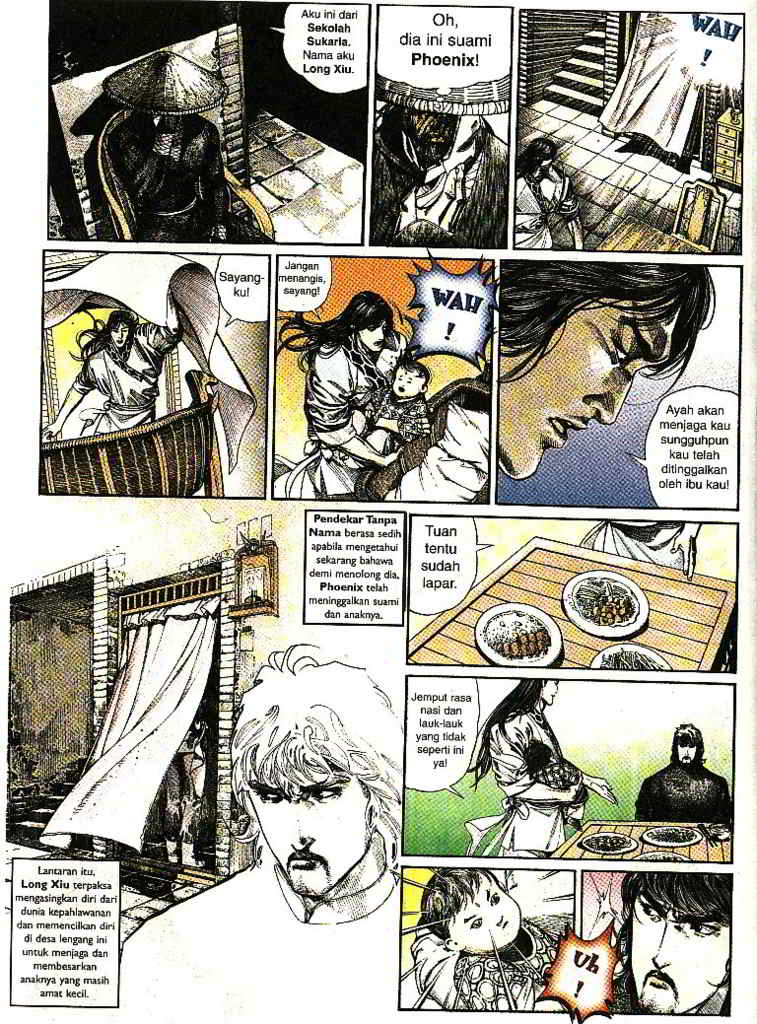 Aku ini dari
Sekolah
Sukarla.
Nama aku
Long Xiu.
Oh,
dia ini suami
Phoenix!
WAH
!
Sayang-
ku!
Jangan
menangis,
sayang!
WAH
!
Ayah akan
menjaga kau
sungguhpun
kau telah
ditinggalkan
oleh ibu kau!
Pendekar Tanpa
Nama berasa sedih
apabila mengetahui
sekarang bahawa
demi menolong dia,
Phoenix telah
meninggalkan suami
dan anaknya.
Lantaran itu,
Long Xiu terpaksa
mengasingkan diri dari
dunia kepahlawanan
dan memencilkan diri
di desa lengang ini
untuk menjaga dan
membesarkan
anaknya yang masih
amat kecil.
Tuan
tentu
sudah
lapar.
Jemput rasa
nasi dan
lauk-lauk
yang tidak
seperti ini
ya!
Uh
!